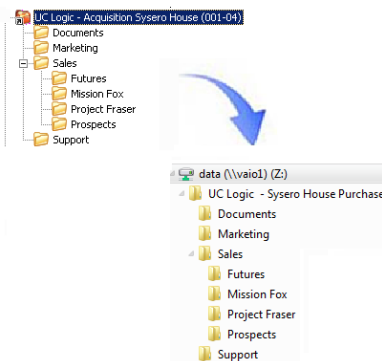 UC Logic - Acquisition Sysero House (001-04)
Documents
Marketing
Sales
Futures
Mission Fox
Project Fraser
Prospects
Support
data (\\vaio1) (Z:)
UC Logic - Sysero House Purchase
Documents
Marketing
Sales
Futures
Mission Fox
Project Fraser
Prospects
Support